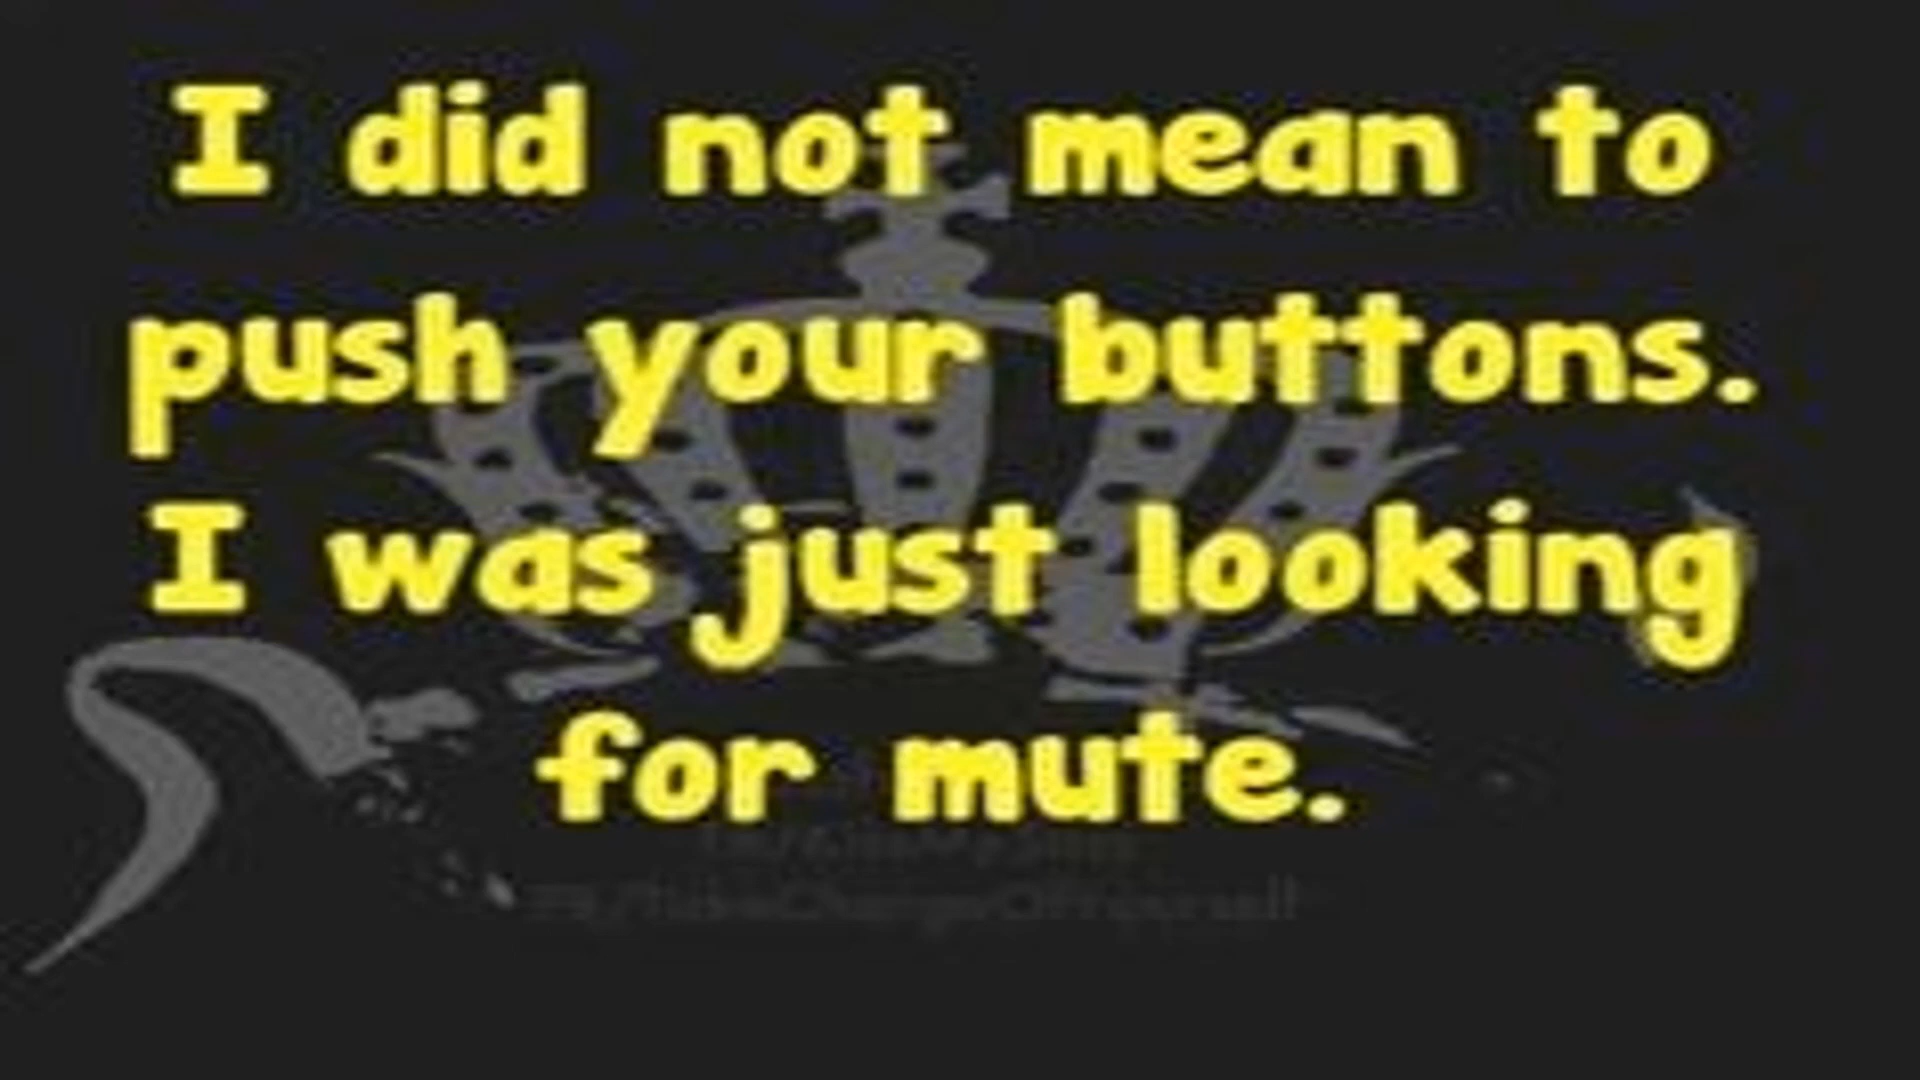 I did not mean to
push your buttons.
I was just looking
for mute.